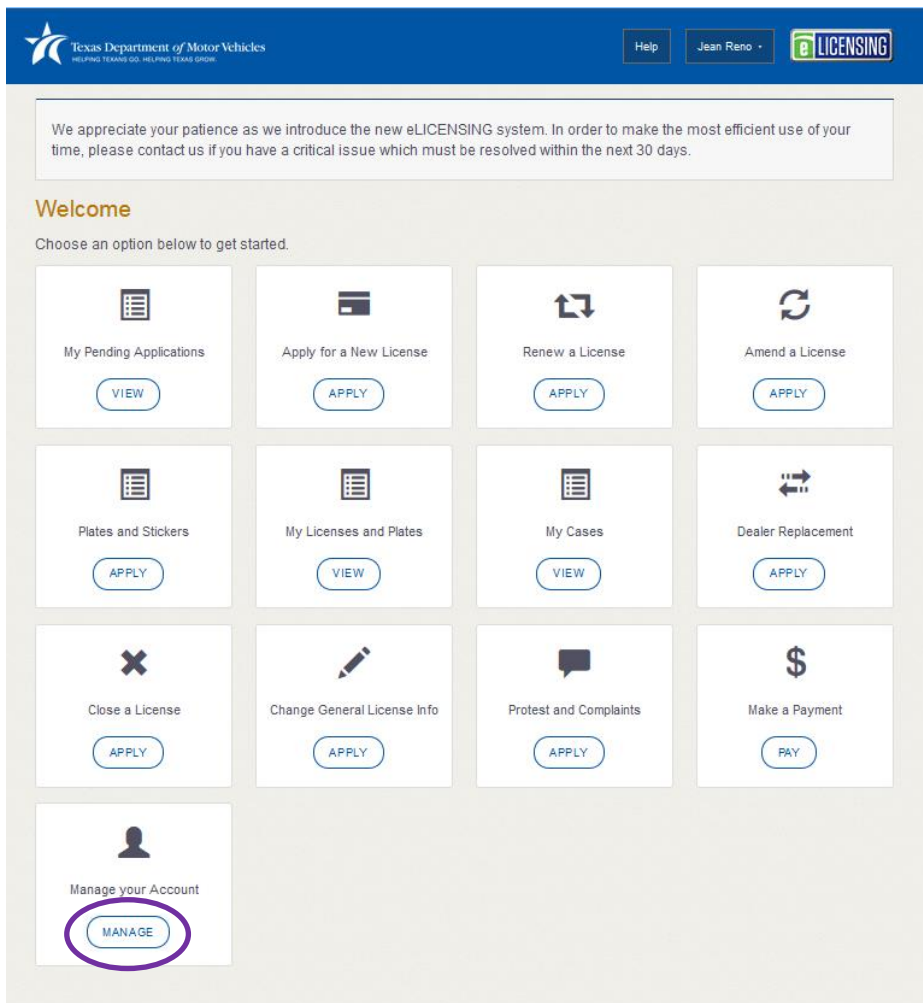 Texas Department of Motor Vehicles
HELPING TEXANS GO. HELPING TEXAS GROW.
Help
Jean Reno
e LICENSING
We appreciate your patience as we introduce the new eLICENSING system. In order to make the most efficient use of your
time, please contact us if you have a critical issue which must be resolved within the next 30 days.
Welcome
Choose an option below to get started.
My Pending Applications
VIEW
Apply for a New License
APPLY
Renew a License
APPLY
Amend a License
APPLY
Plates and Stickers
APPLY
My Licenses and Plates
VIEW
My Cases
VIEW
Dealer Replacement
APPLY
Close a License
APPLY
Change General License Info
APPLY
Protest and Complaints
APPLY
$
Make a Payment
PAY
Manage your Account
MANAGE